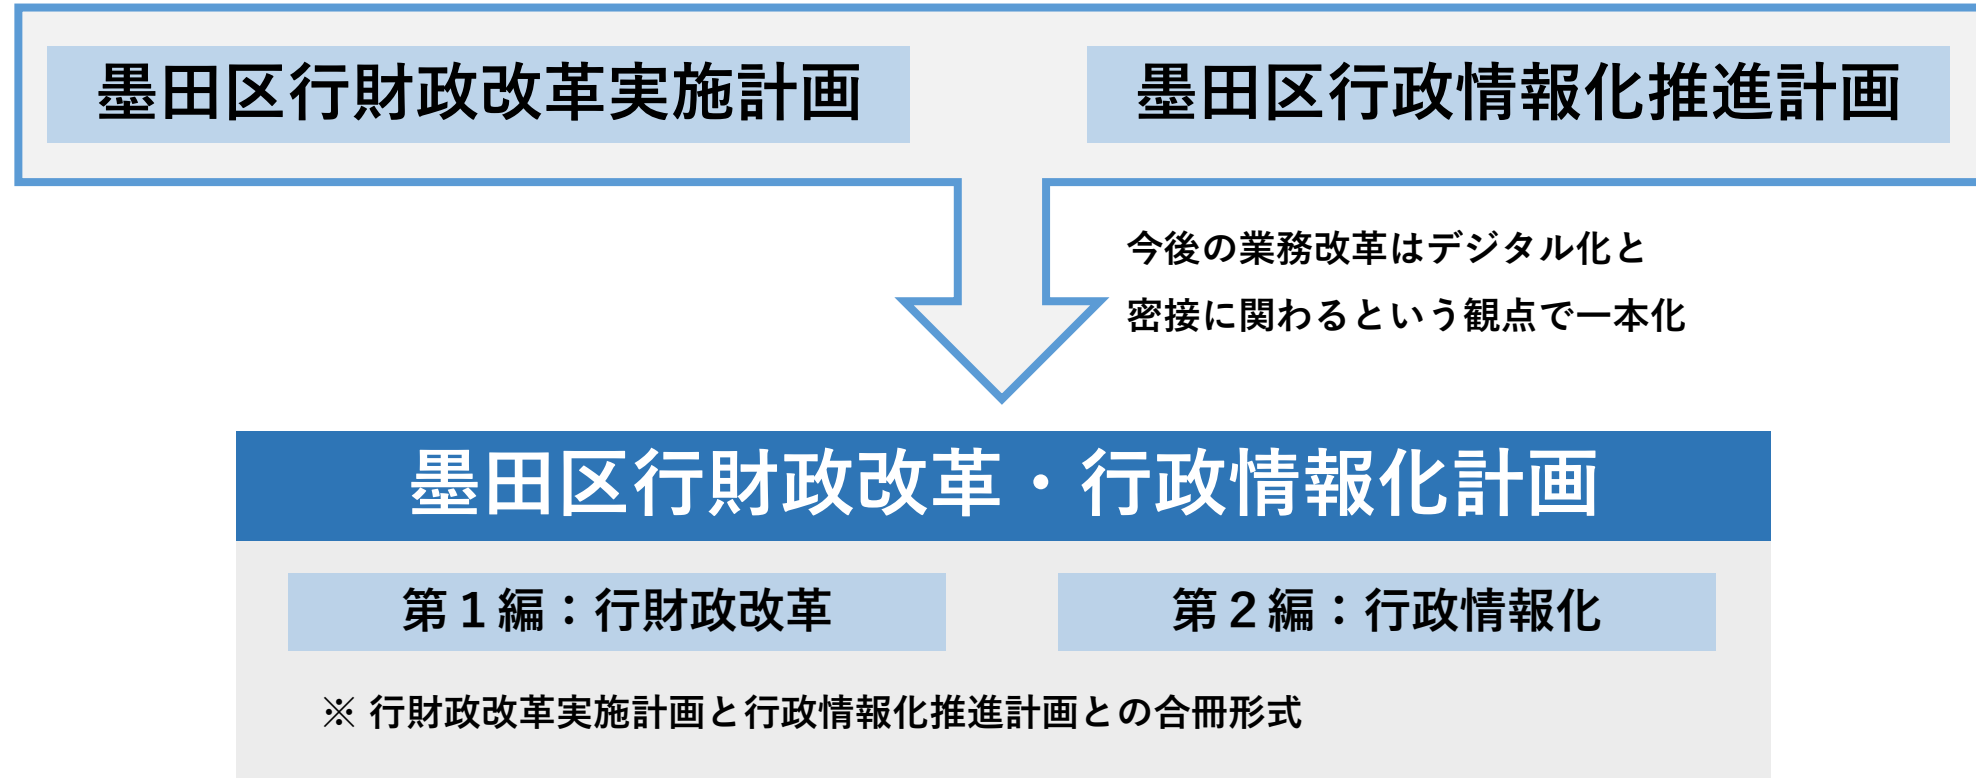 墨田区行財政改革実施計画
墨田区行政情報化推進計画
今後の業務改革はデジタル化と
密接に関わるという観点で一本化
墨田区行財政改革・行政情報化計画
第１編：行財政改革
第２編：行政情報化
※ 行財政改革実施計画と行政情報化推進計画との合冊形式